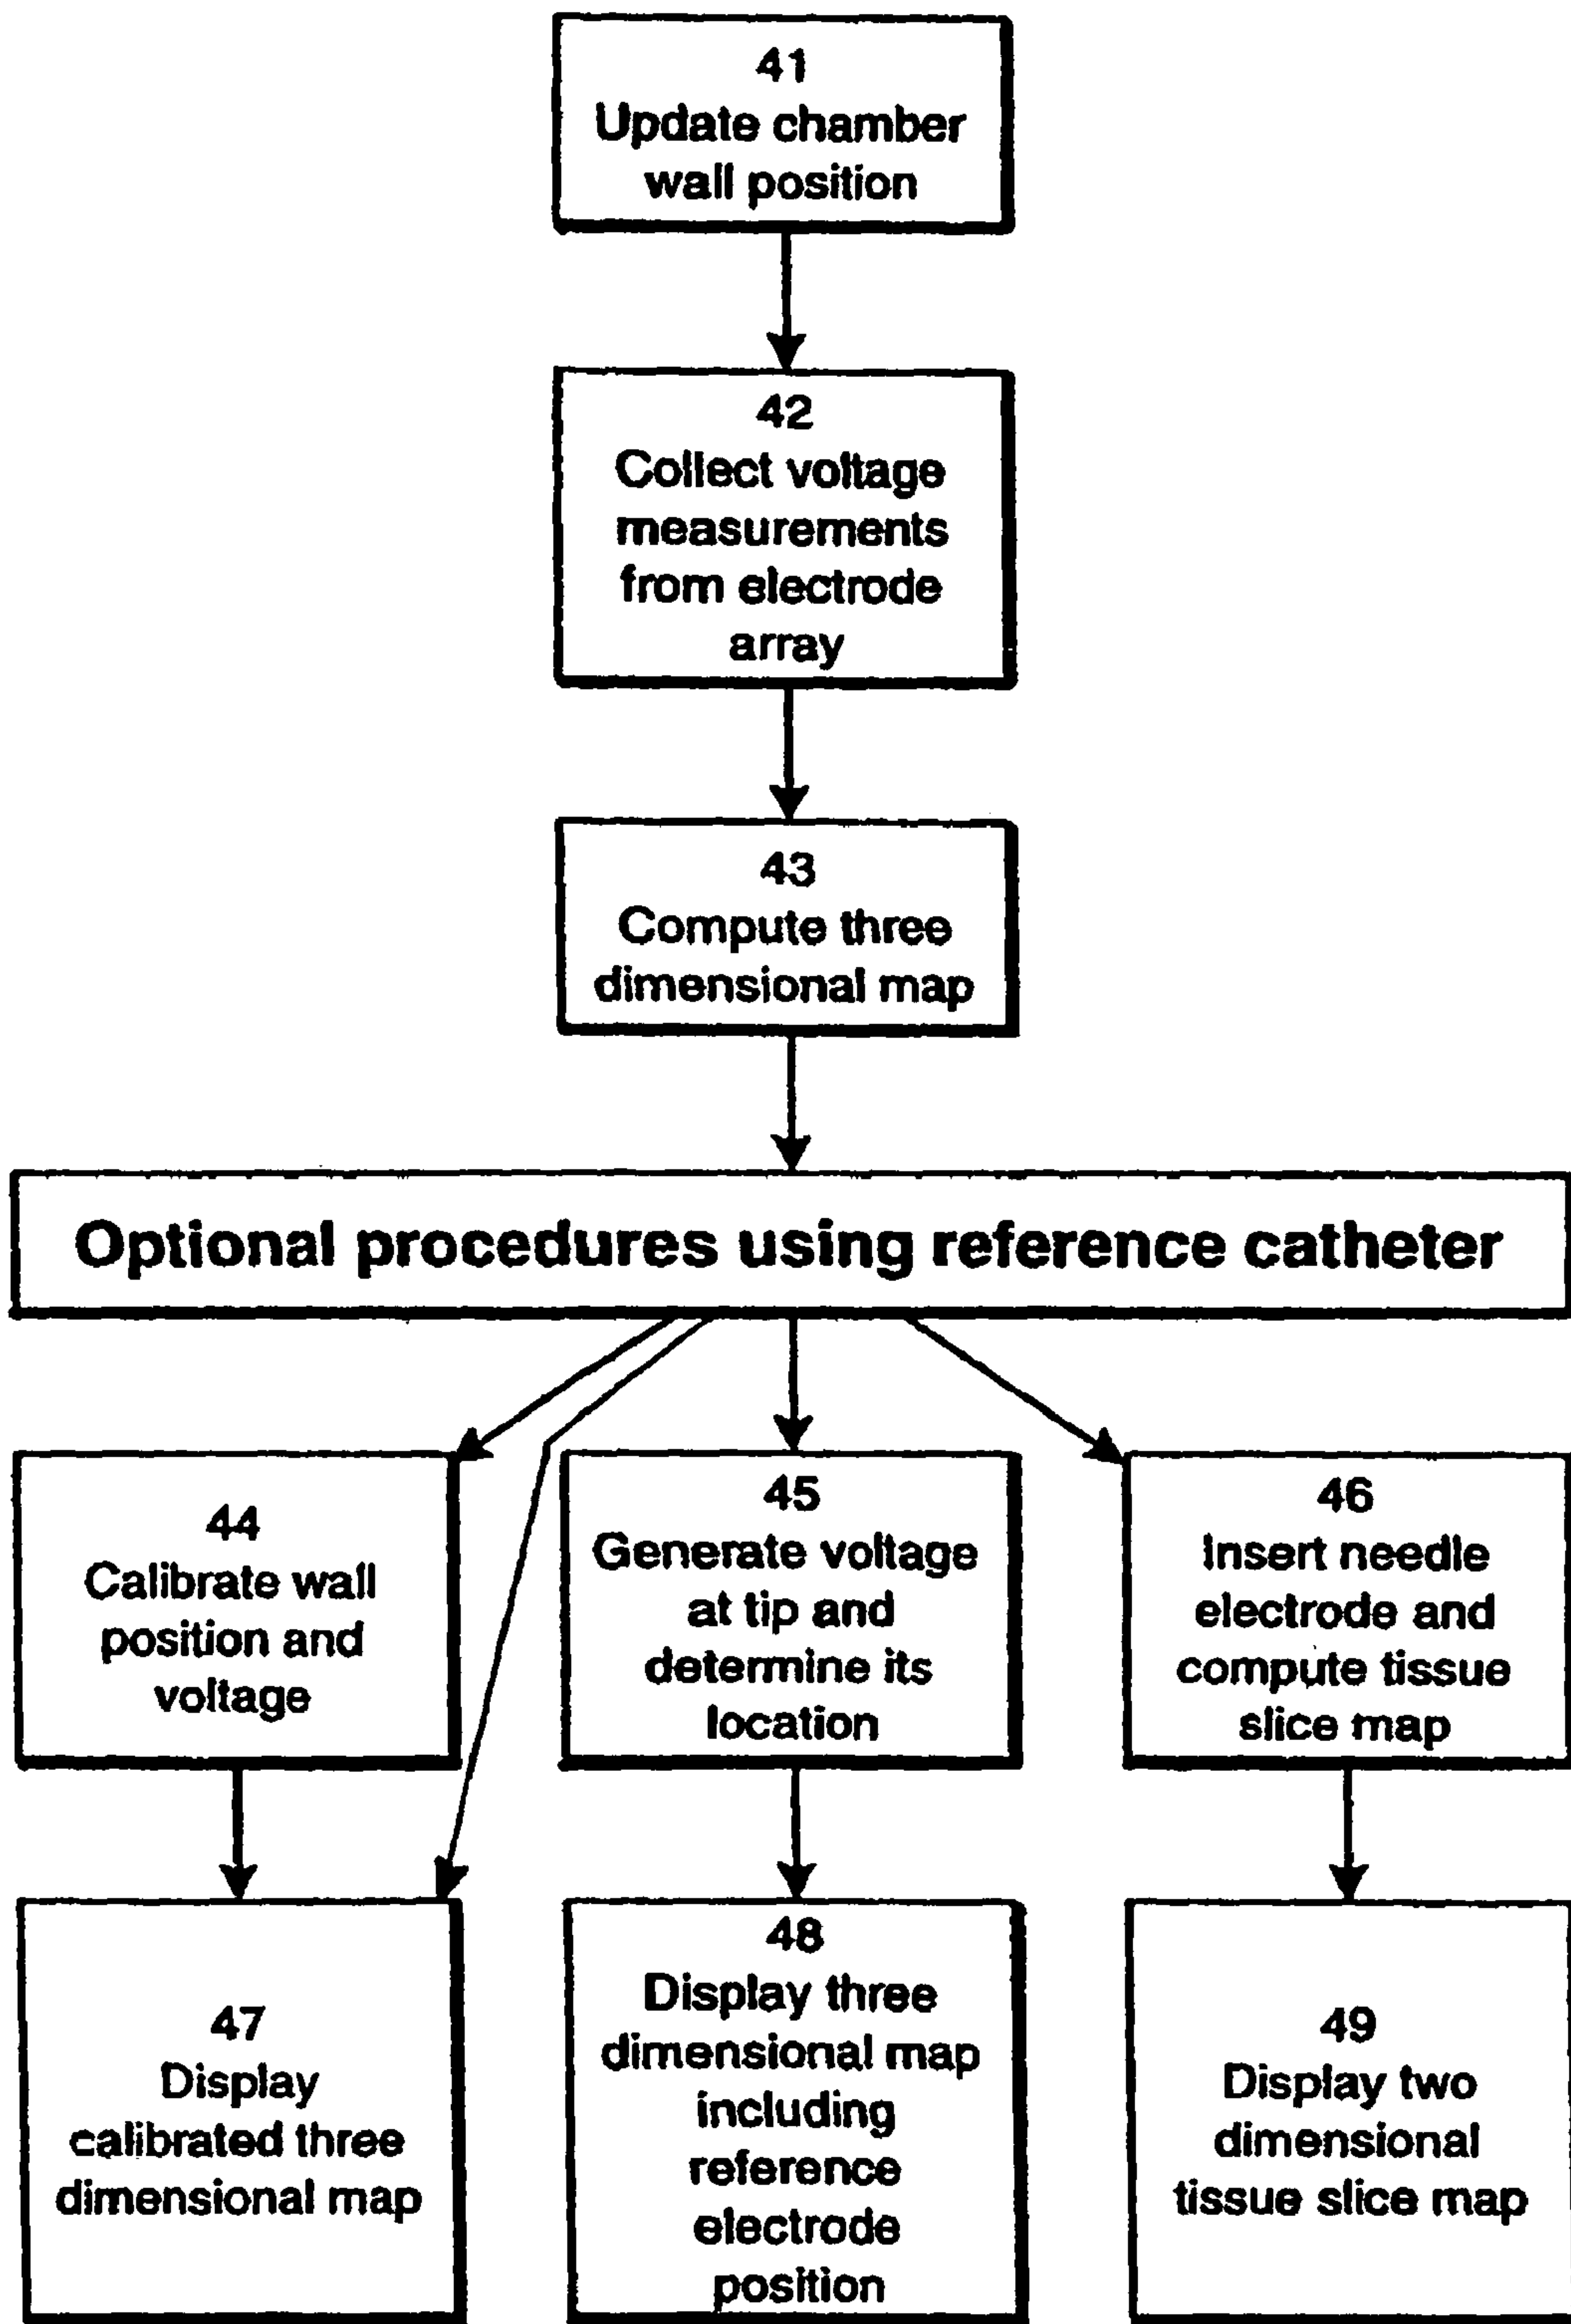 41
Update chamber
wall position
42
Collect voltage
measurements
from electrode
array
43
Compute three
dimensional map
Optional procedures using reference catheter
44
Calibrate wall
position and
voltage
45
Generate voltage
at tip and
determine its
location
46
Insert needle
electrode and
compute tissue
slice map
47
Display
calibrated three
dimensional map
48
Display three
dimensional map
including
reference
electrode
position
49
Display two
dimensional
tissue slice map